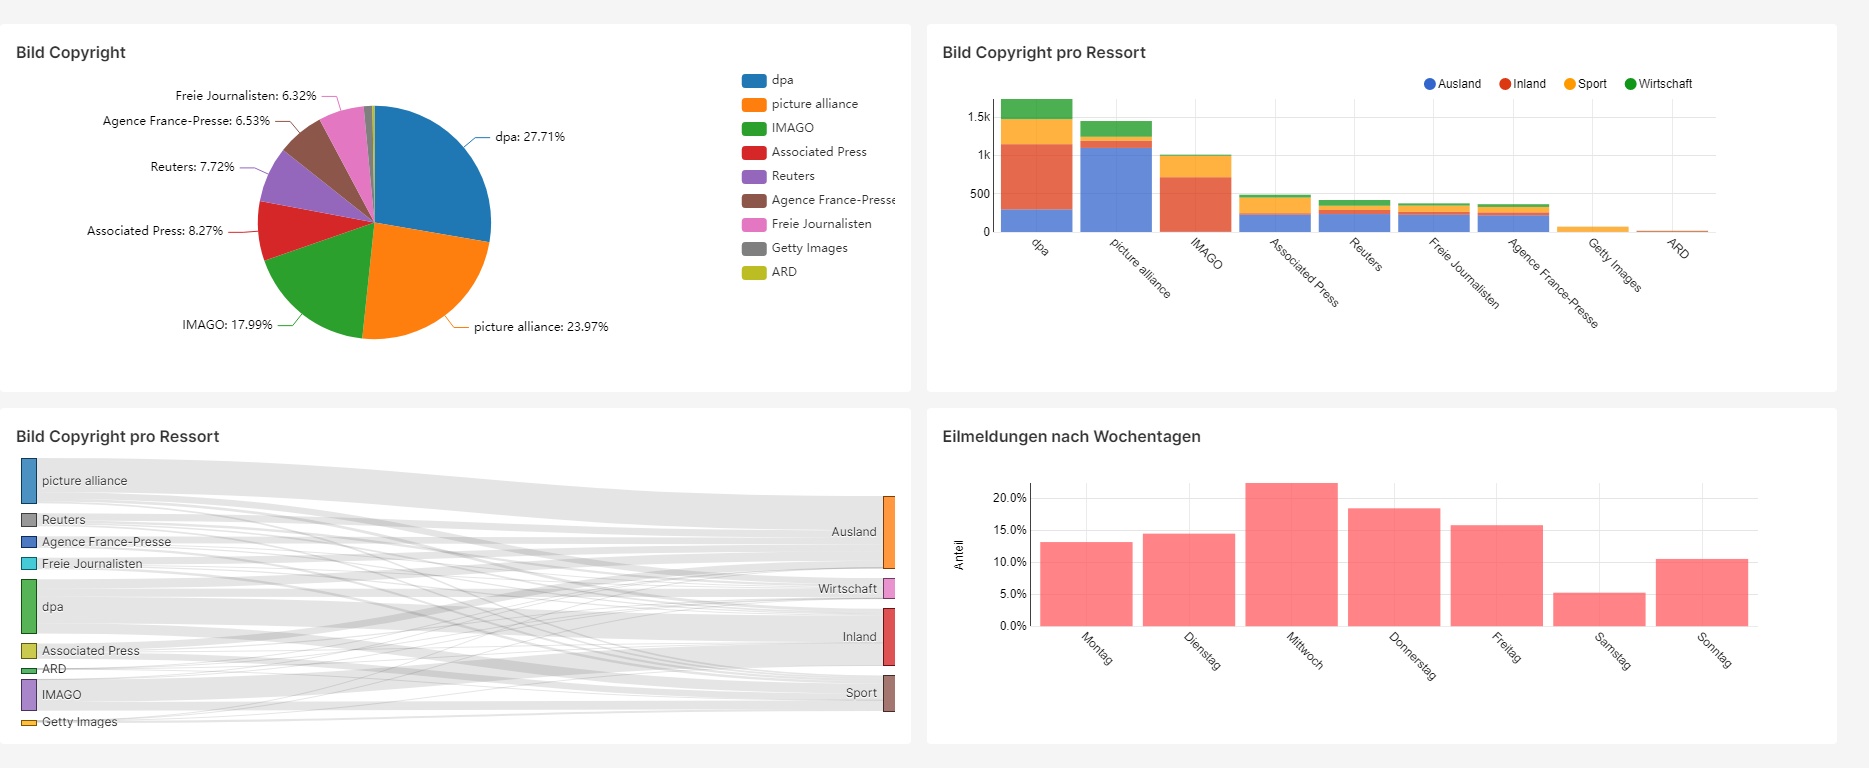 Bild Copyright
Freie Journalisten: 6.32%
Agence France-Presse: 6.53%
Reuters: 7.72%
Associated Press: 8.27%
IMAGO: 17.99%
dpa: 27.71%
picture alliance: 23.97%
dpa
picture alliance
IMAGO
Associated Press
Reuters
Agence France-Presse
Freie Journalisten
Getty Images
ARD
Bild Copyright pro Ressort
Ausland Inland Sport Wirtschaft
1.5k
1k
500
0
dpa
picture alliance
IMAGO
Associated Press
Reuters
Freie Journalisten
Agence France-Presse
Getty Images
ARD
Bild Copyright pro Ressort
picture alliance
Reuters
Agence France-Presse
Freie Journalisten
dpa
Associated Press
ARD
IMAGO
Getty Images
Ausland
Wirtschaft
Inland
Sport
Eilmeldungen nach Wochentagen
Anteil
20.0%
15.0%
10.0%
5.0%
0.0%
Montag
Dienstag
Mittwoch
Donnerstag
Freitag
Samstag
Sonntag